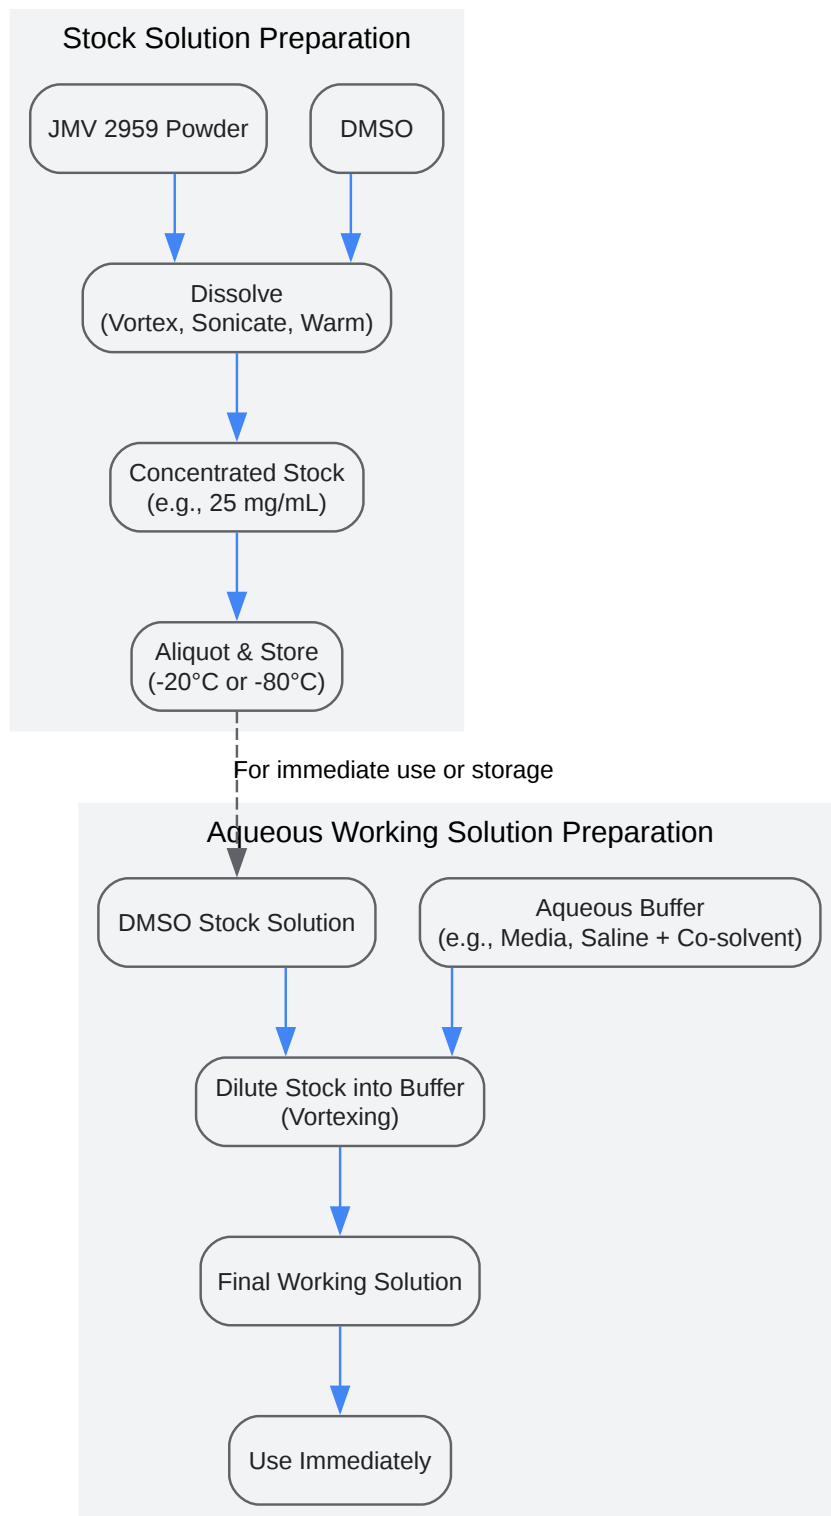 Stock Solution Preparation
JMV 2959 Powder
DMSO
Dissolve
(Vortex, Sonicate, Warm)
Concentrated Stock
(e.g., 25 mg/mL)
Aliquot & Store
(-20°C or -80°C)
For immediate use or storage
Aqueous Working Solution Preparation
DMSO Stock Solution
Aqueous Buffer
(e.g., Media, Saline + Co-solvent)
Dilute Stock into Buffer
(Vortexing)
Final Working Solution
Use Immediately